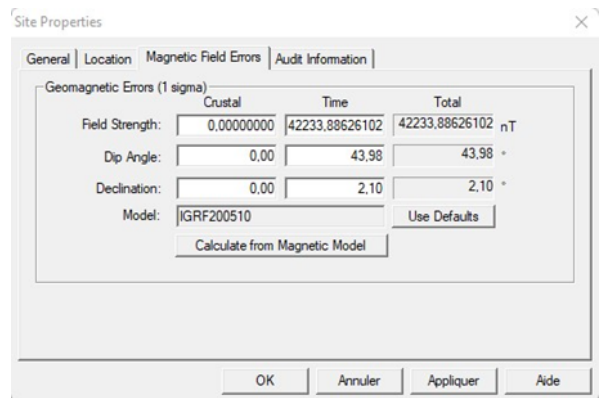 Site Properties
General Location Magnetic Field Errors Audit Information
Geomagnetic Errors (1 sigma)
Crustal Time Total
Field Strength: 0,00000000 42233,88626102 42233,88626102 nT
Dip Angle: 0,00 43,98 43,98 °
Declination: 0,00 2,10 2,10 °
Model: IGRF200510 Use Defaults
Calculate from Magnetic Model
OK Annuler Appliquer Aide